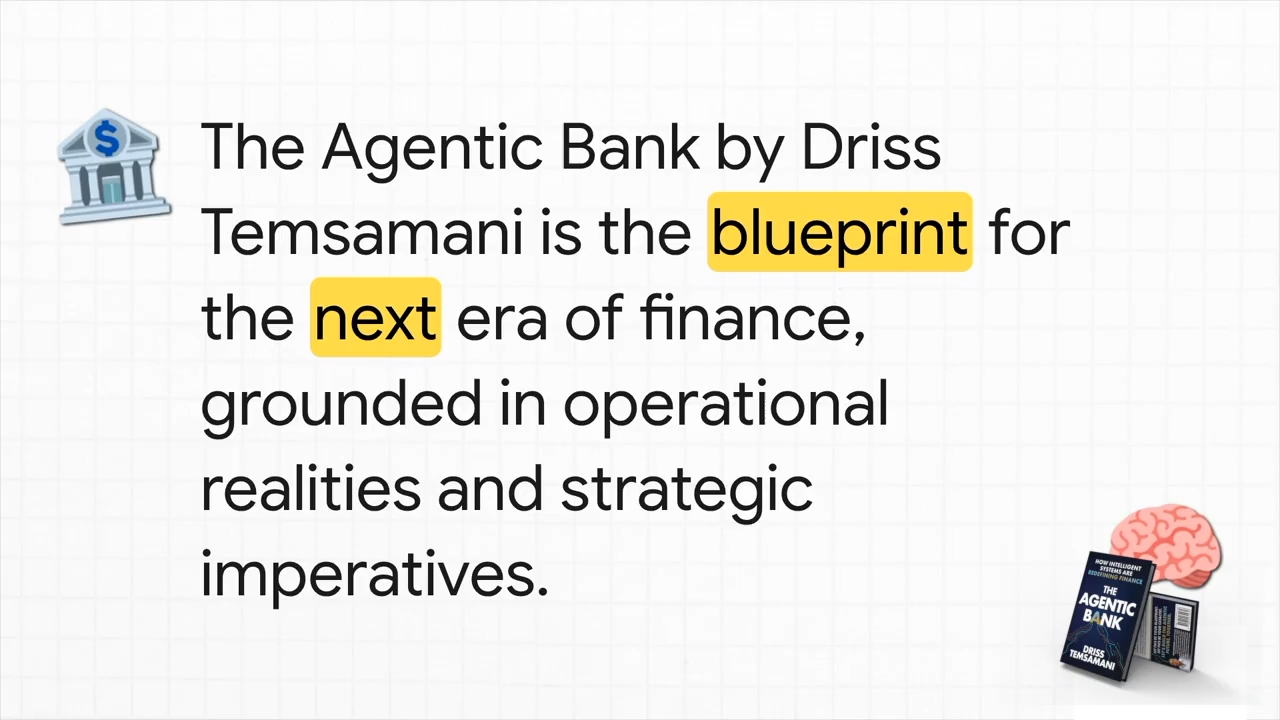 $
The Agentic Bank by Driss
Temsamani is the blueprint for
the next era of finance,
grounded in operational
realities and strategic
imperatives.
HOW INTELLIGENT
SYSTEMS ARE
REDEFINING FINANCE
THE
AGENTIC
BANK
DRISS
TEMSAMANI